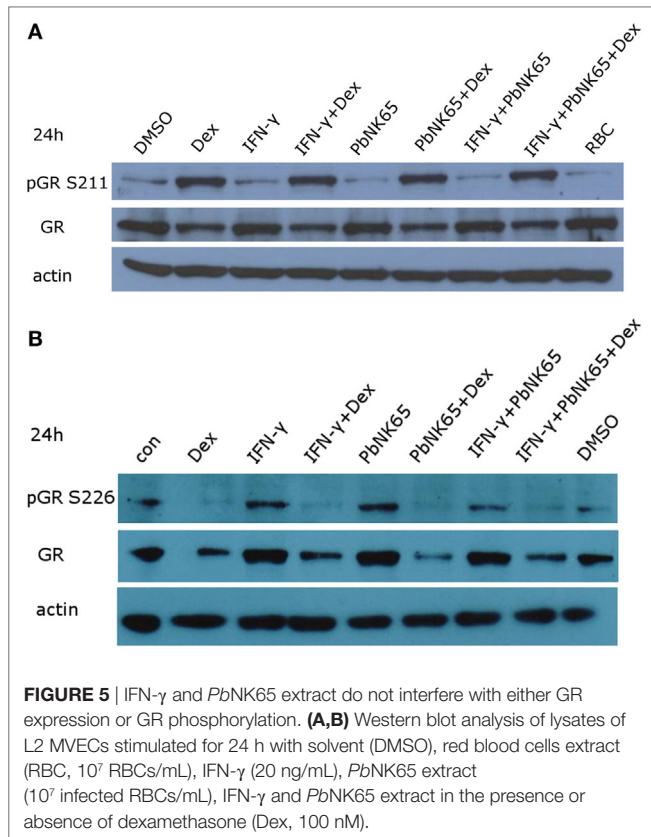 A
24h
DMSO Dex IFN-γ IFN-γ+Dex PbNK65 PbNK65+Dex IFN-γ+PbNK65 IFN-γ+PbNK65+Dex RBC
pGR S211
GR
actin
B
24h
con Dex IFN-γ IFN-γ+Dex PbNK65 PbNK65+Dex IFN-γ+PbNK65 IFN-γ+PbNK65+Dex DMSO
pGR S226
GR
actin
FIGURE 5 | IFN-γ and PbNK65 extract do not interfere with either GR
expression or GR phosphorylation. (A,B) Western blot analysis of lysates of
L2 MVECs stimulated for 24 h with solvent (DMSO), red blood cells extract
(RBC, 10⁷ RBCs/mL), IFN-γ (20 ng/mL), PbNK65 extract
(10⁷ infected RBCs/mL), IFN-γ and PbNK65 extract in the presence or
absence of dexamethasone (Dex, 100 nM).